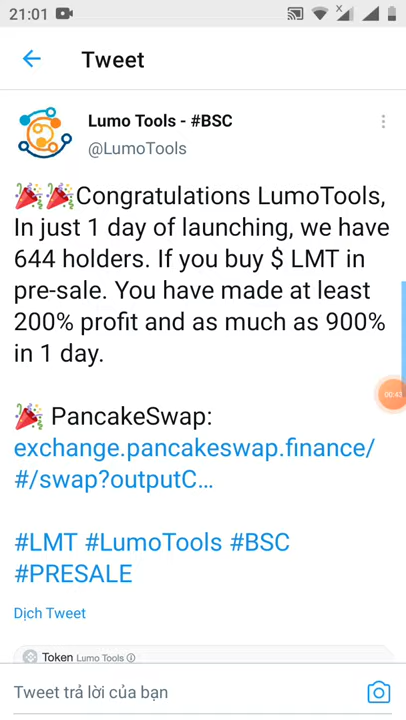 21:01
Tweet
Lumo Tools - #BSC
@LumoTools
🎉🎉Congratulations LumoTools,
In just 1 day of launching, we have
644 holders. If you buy $ LMT in
pre-sale. You have made at least
200% profit and as much as 900%
in 1 day.
00:43
🎉 PancakeSwap:
exchange.pancakeswap.finance/
#/swap?outputC…
#LMT #LumoTools #BSC
#PRESALE
Dịch Tweet
Token Lumo Tools
Tweet trả lời của bạn